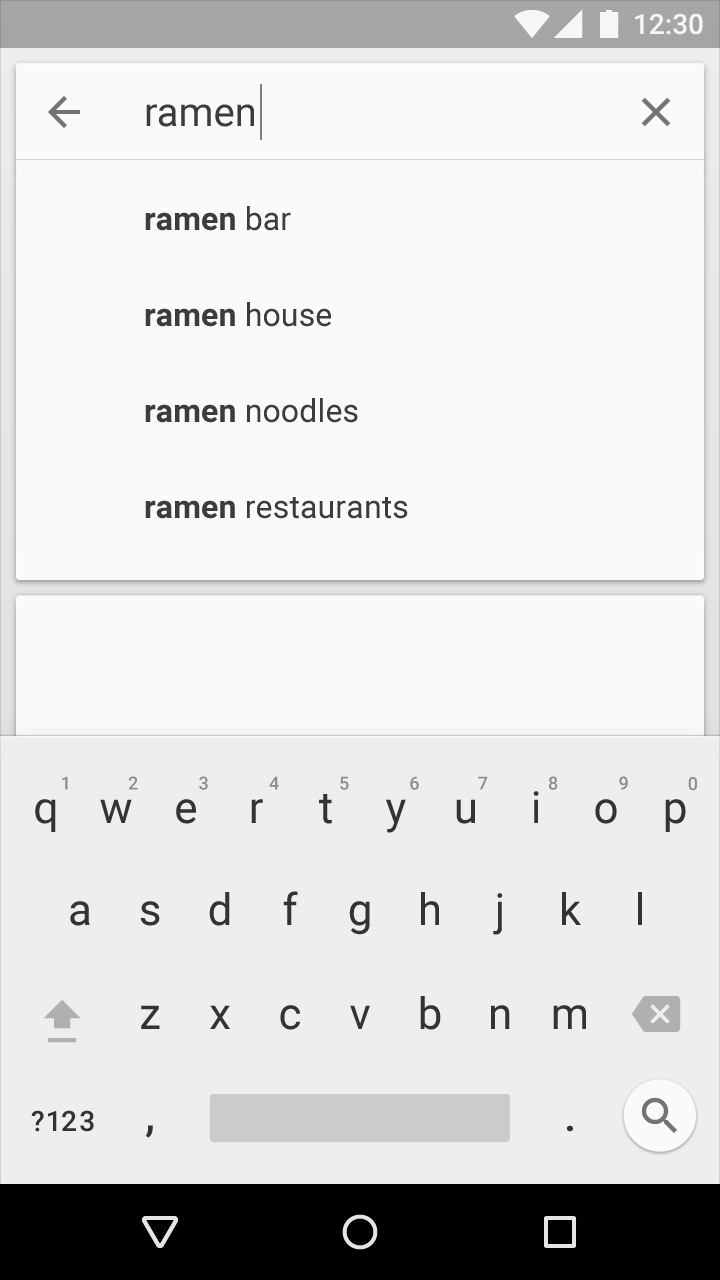 12:30
ramen
ramen bar
ramen house
ramen noodles
ramen restaurants
1 2 3 4 5 6 7 8 9 0
q w e r t y u i o p
a s d f g h j k l
z x c v b n m
?123 , .